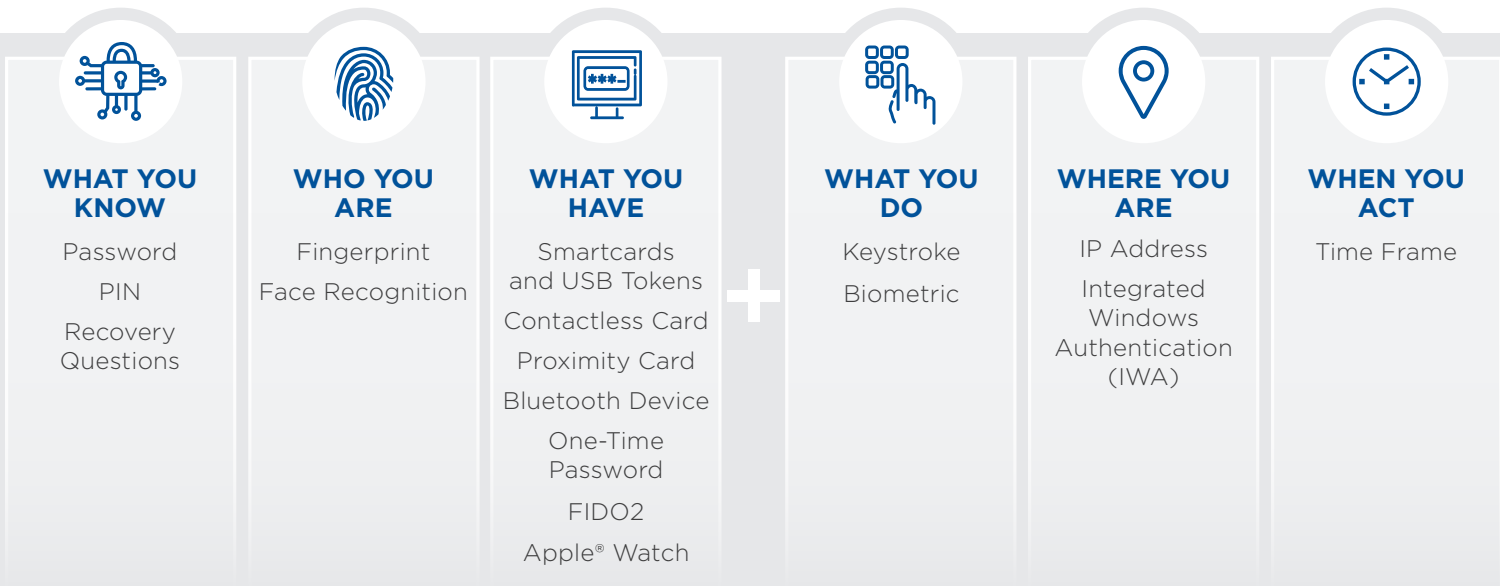 WHAT YOU
KNOW
Password
PIN
Recovery
Questions
WHO YOU
ARE
Fingerprint
Face Recognition
***_
WHAT YOU
HAVE
Smartcards
and USB Tokens
Contactless Card
Proximity Card
Bluetooth Device
One-Time
Password
FIDO2
Apple® Watch
+
WHAT YOU
DO
Keystroke
Biometric
WHERE YOU
ARE
IP Address
Integrated
Windows
Authentication
(IWA)
WHEN YOU
ACT
Time Frame